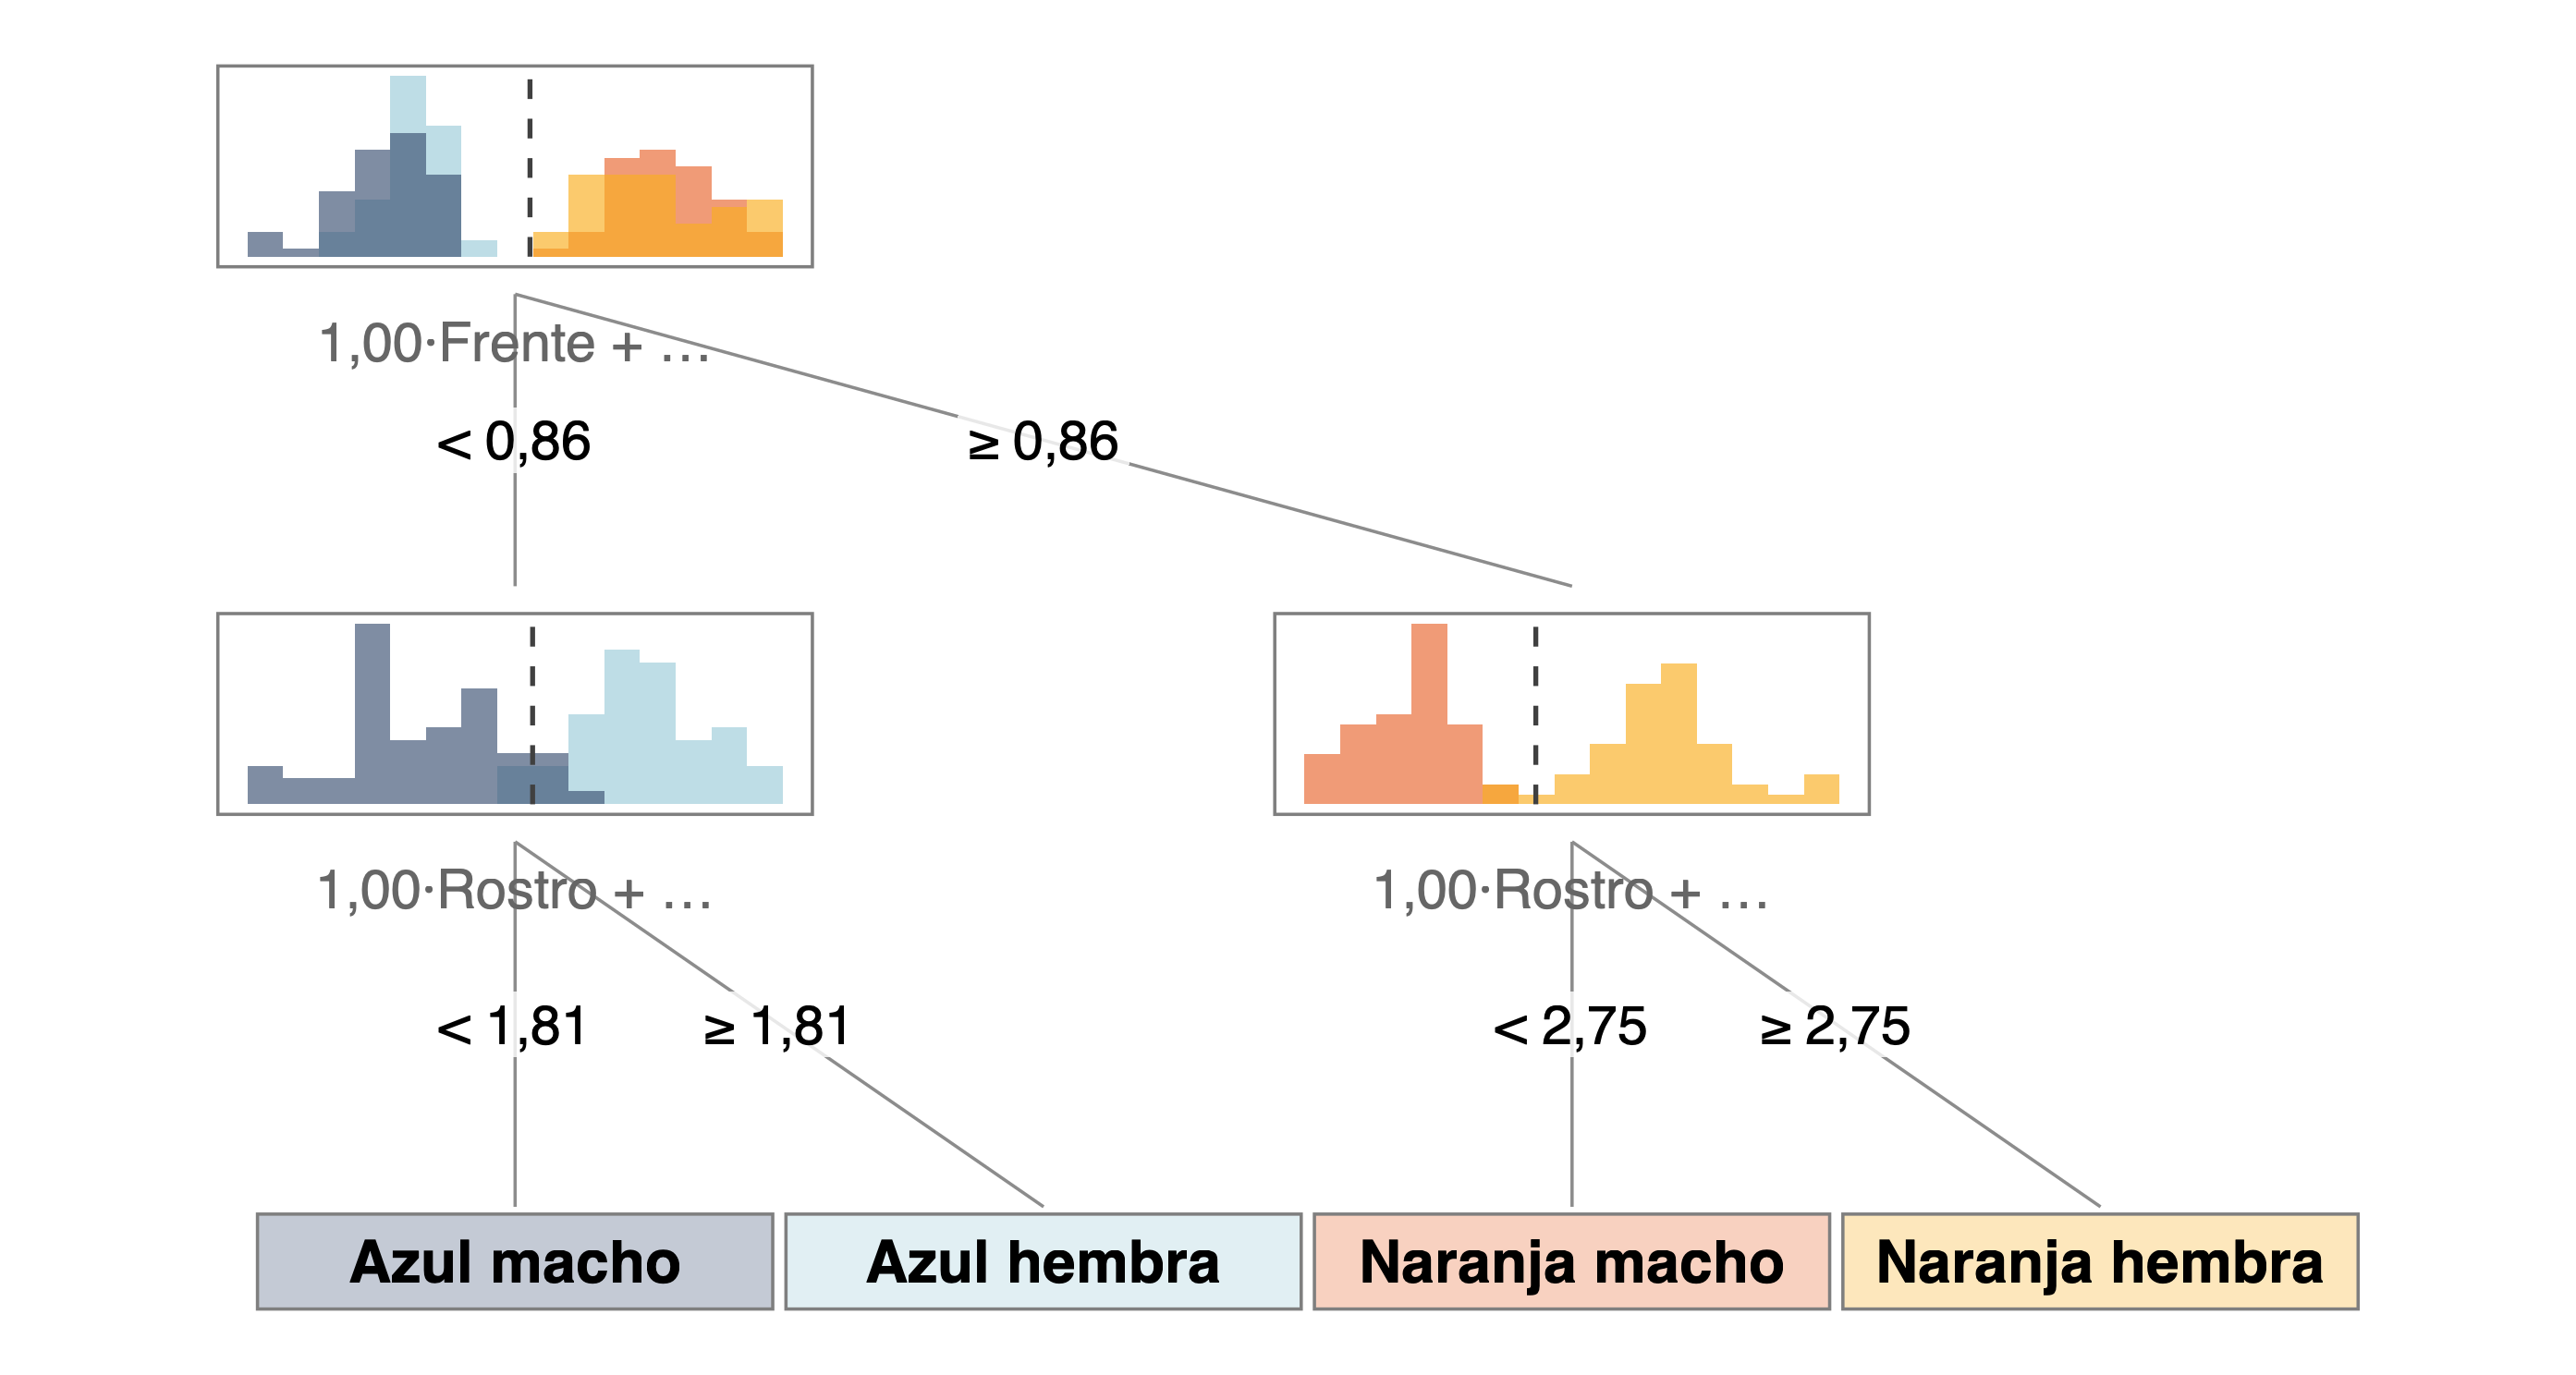 1,00·Frente + …
< 0,86
≥ 0,86
1,00·Rostro + …
1,00·Rostro + …
< 1,81
≥ 1,81
< 2,75
≥ 2,75
Azul macho
Azul hembra
Naranja macho
Naranja hembra